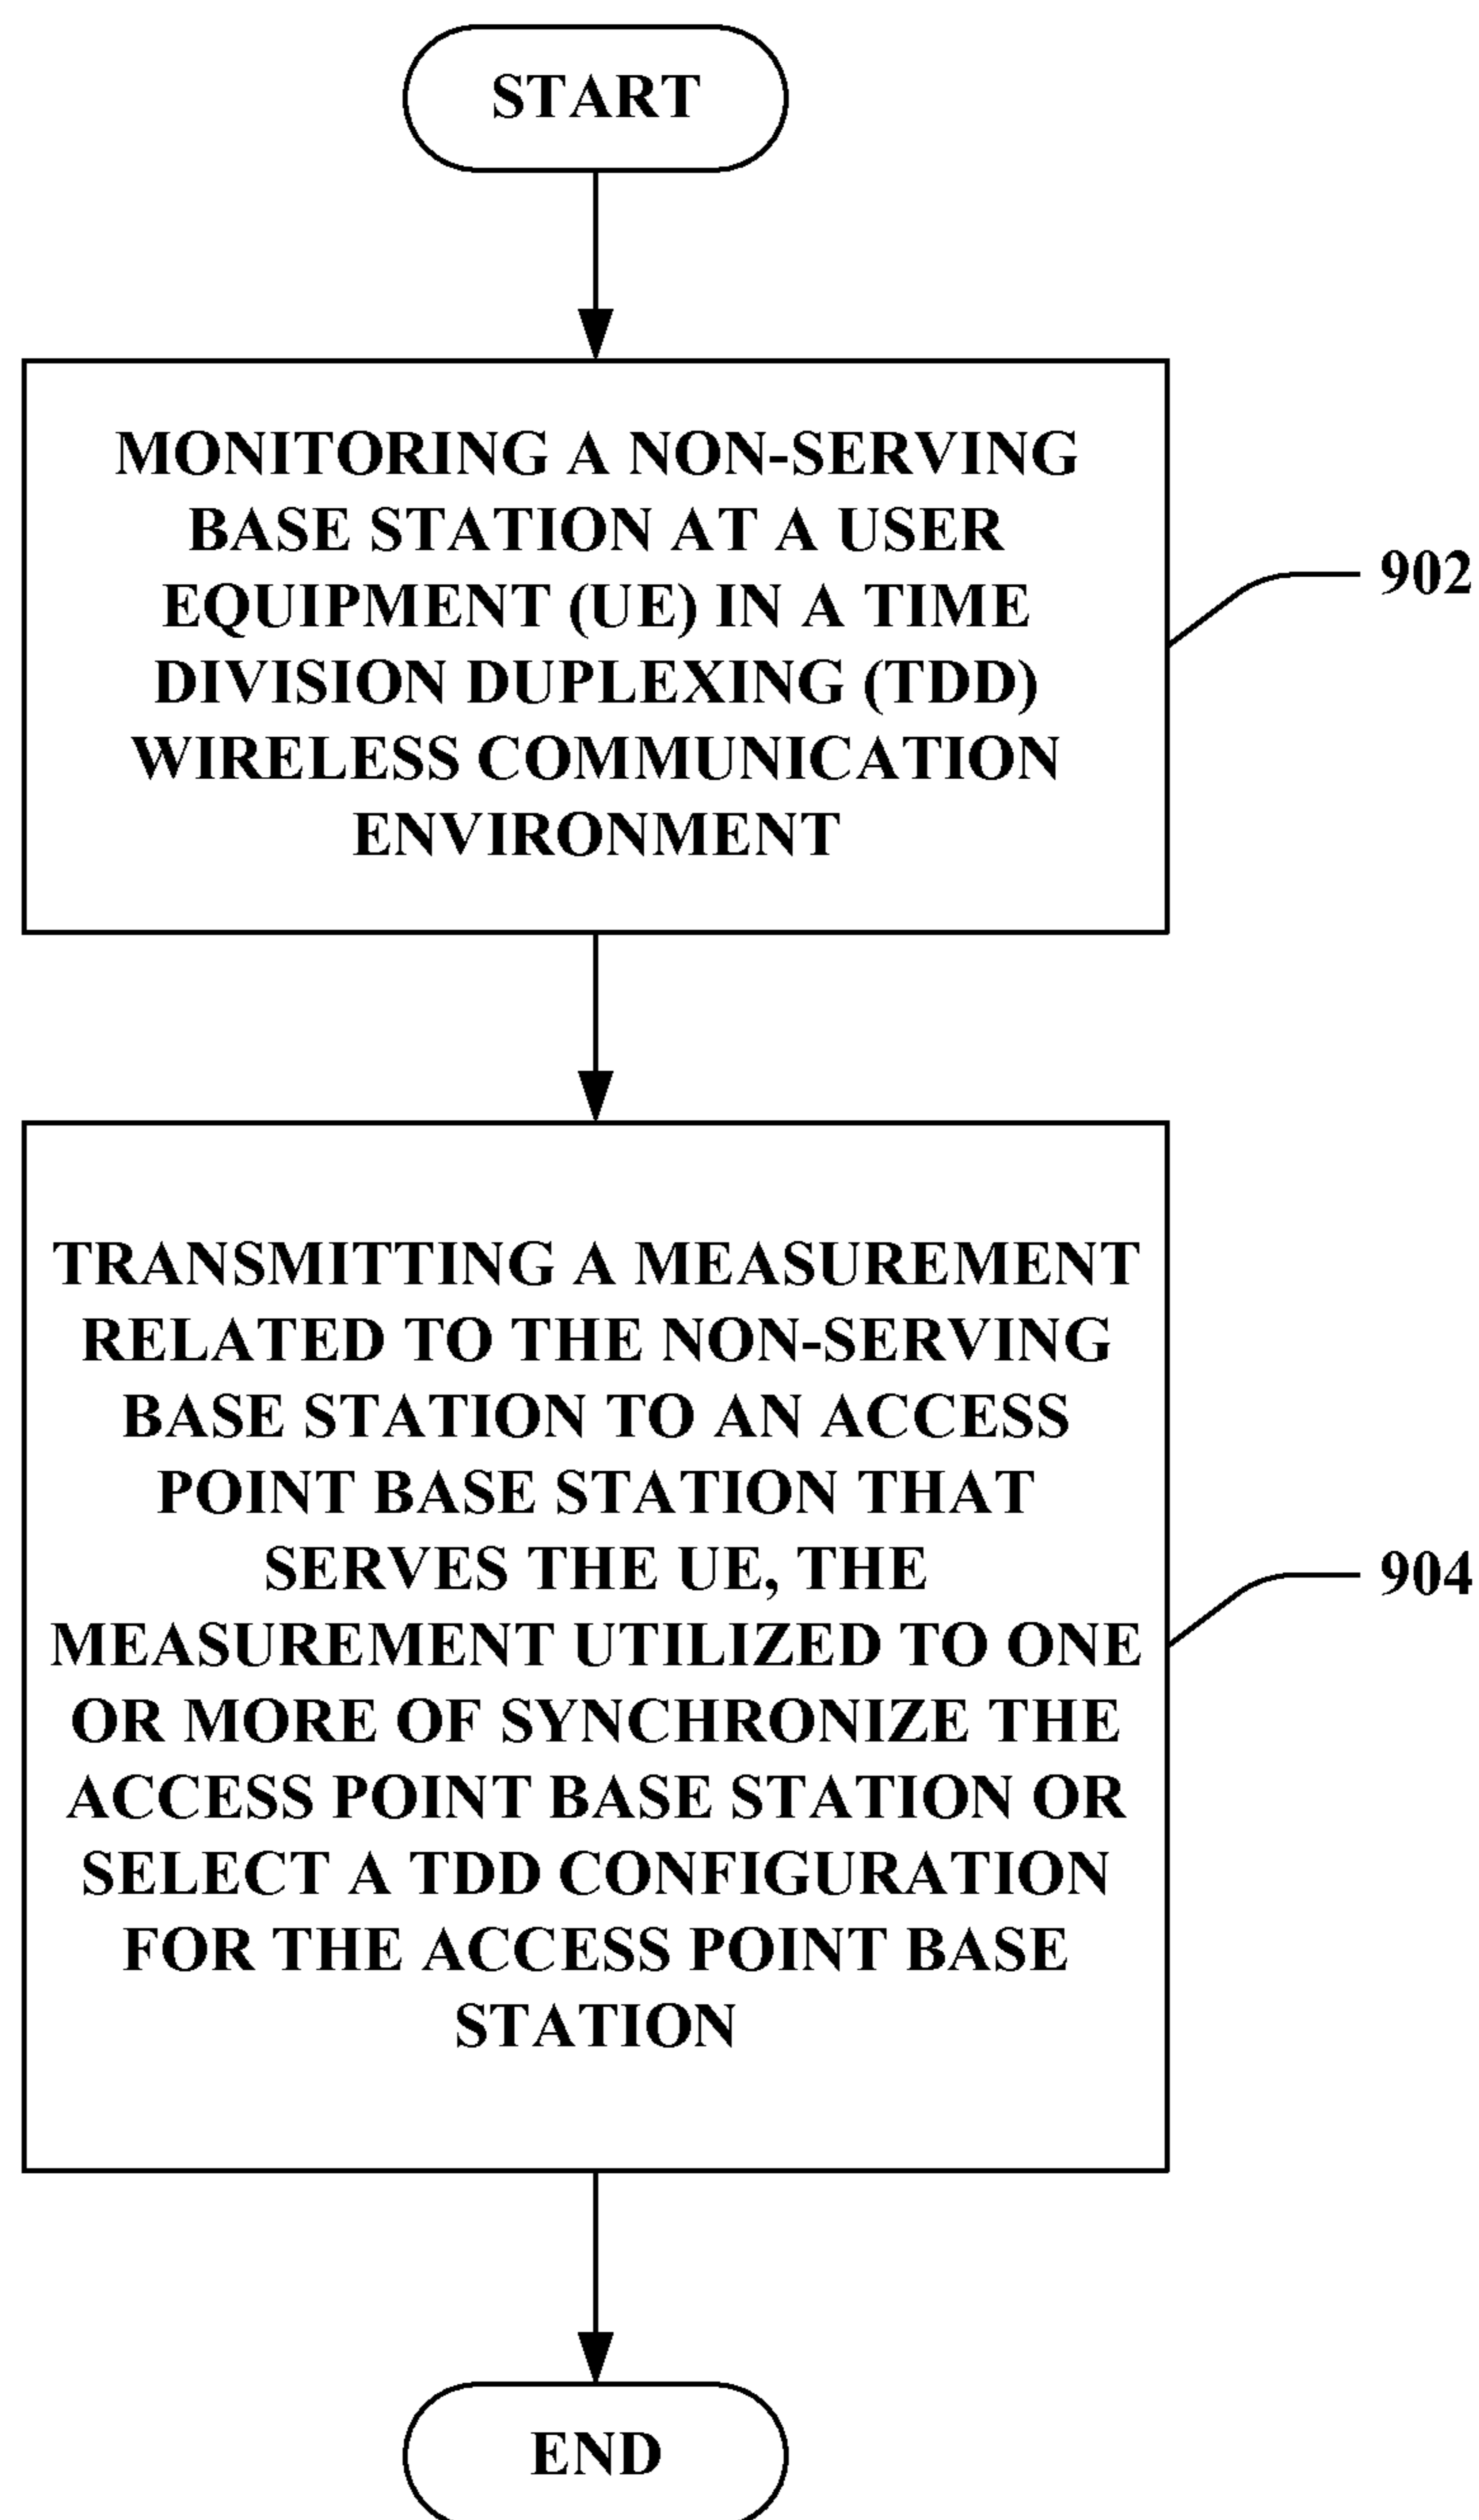 START
MONITORING A NON-SERVING
BASE STATION AT A USER
EQUIPMENT (UE) IN A TIME
DIVISION DUPLEXING (TDD)
WIRELESS COMMUNICATION
ENVIRONMENT
902
TRANSMITTING A MEASUREMENT
RELATED TO THE NON-SERVING
BASE STATION TO AN ACCESS
POINT BASE STATION THAT
SERVES THE UE, THE
MEASUREMENT UTILIZED TO ONE
OR MORE OF SYNCHRONIZE THE
ACCESS POINT BASE STATION OR
SELECT A TDD CONFIGURATION
FOR THE ACCESS POINT BASE
STATION
904
END